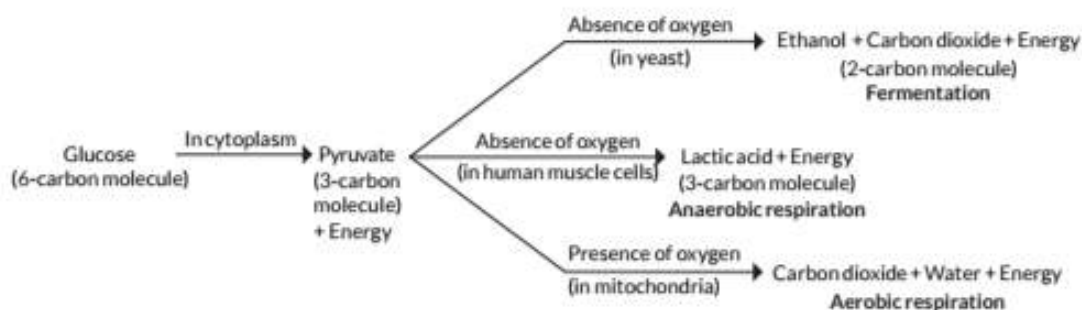 Absence of oxygen
(in yeast)
Ethanol + Carbon dioxide + Energy
(2-carbon molecule)
Fermentation
Glucose
(6-carbon molecule)
In cytoplasm
Pyruvate
(3-carbon
molecule)
+ Energy
Absence of oxygen
(in human muscle cells)
Lactic acid + Energy
(3-carbon molecule)
Anaerobic respiration
Presence of oxygen
(in mitochondria)
Carbon dioxide + Water + Energy
Aerobic respiration